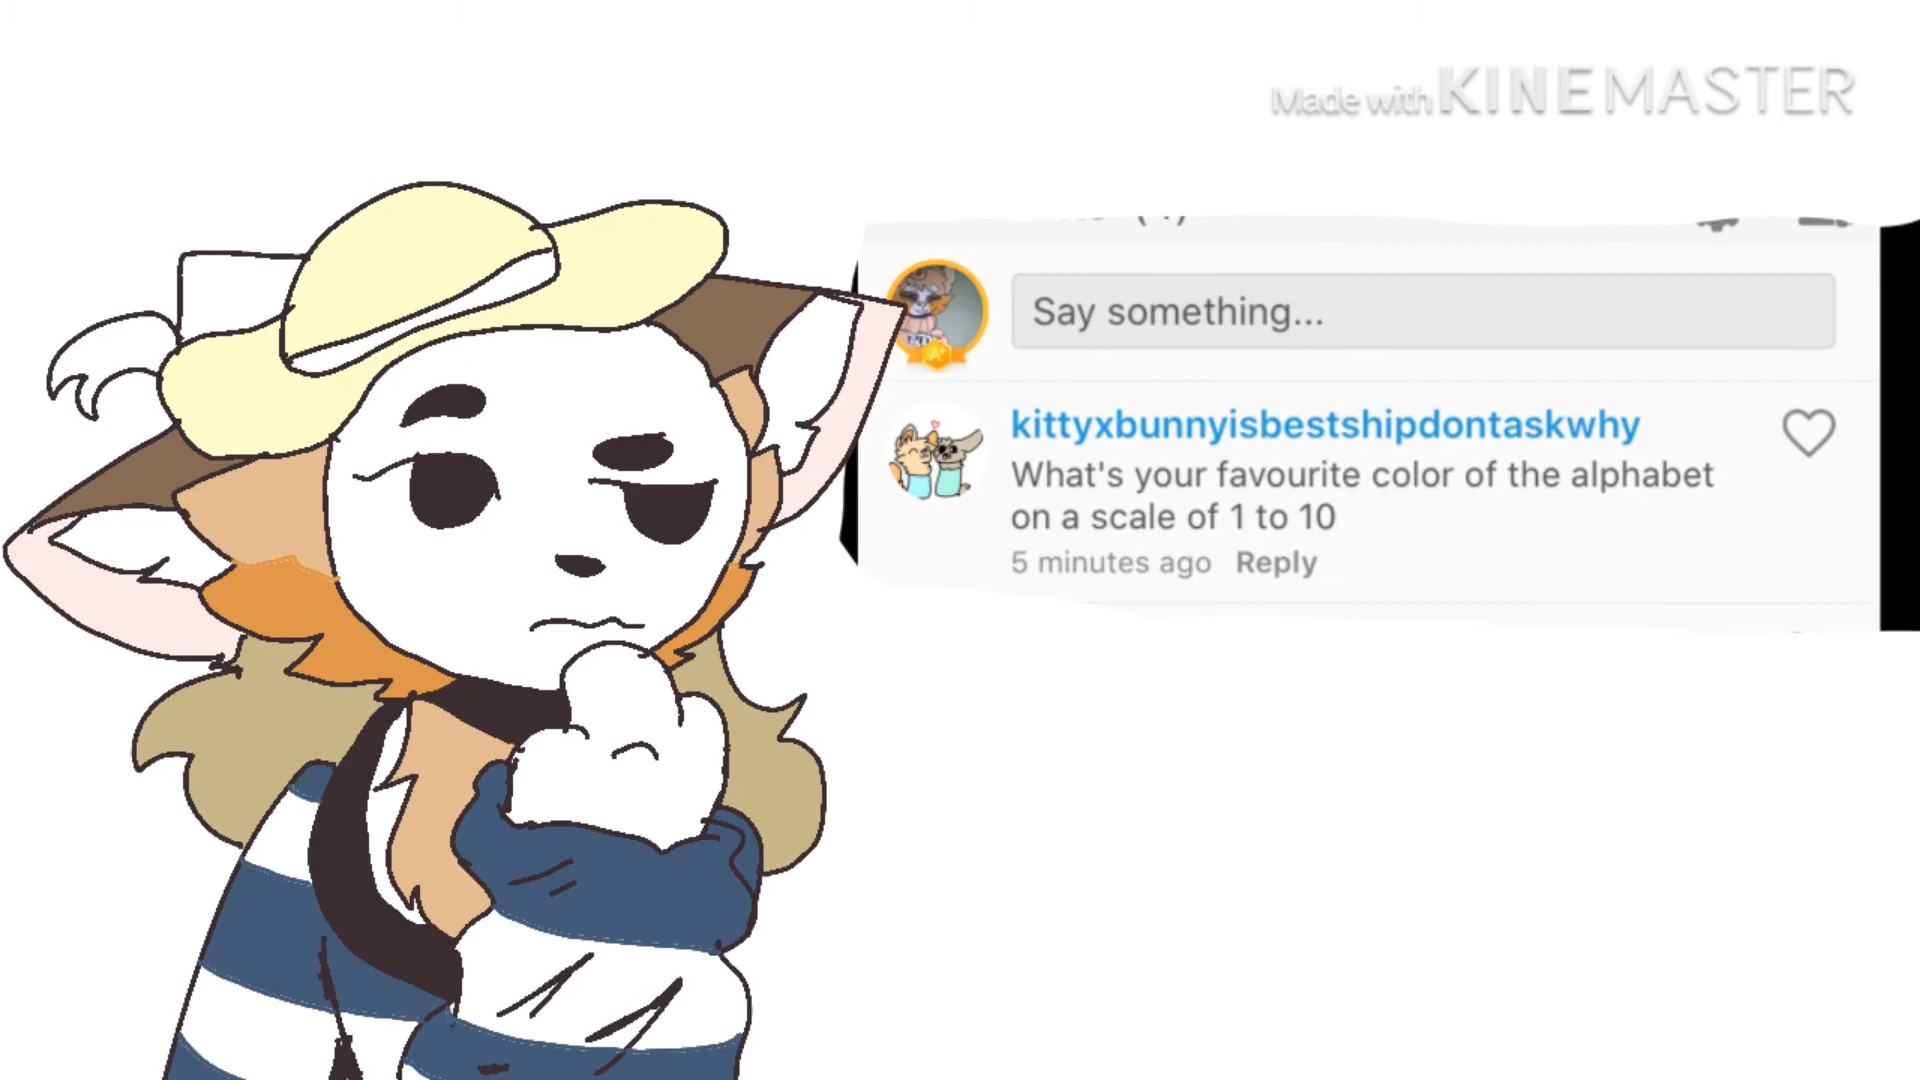 Made with KINEMASTER
Say something...
kittyxbunnyisbestshipdontaskwhy
What's your favourite color of the alphabet
on a scale of 1 to 10
5 minutes ago Reply